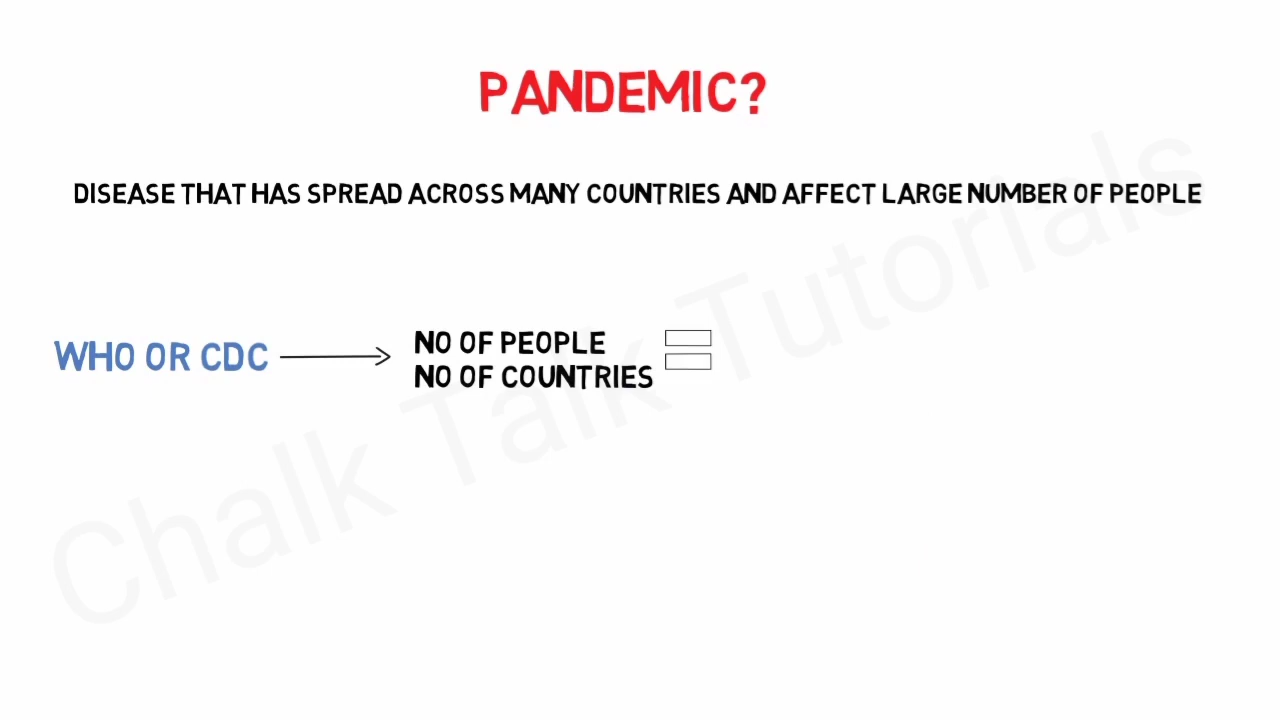 PANDEMIC?
DISEASE THAT HAS SPREAD ACROSS MANY COUNTRIES AND AFFECT LARGE NUMBER OF PEOPLE
WHO OR CDC
NO OF PEOPLE
NO OF COUNTRIES
Chalk Talk Tutorials